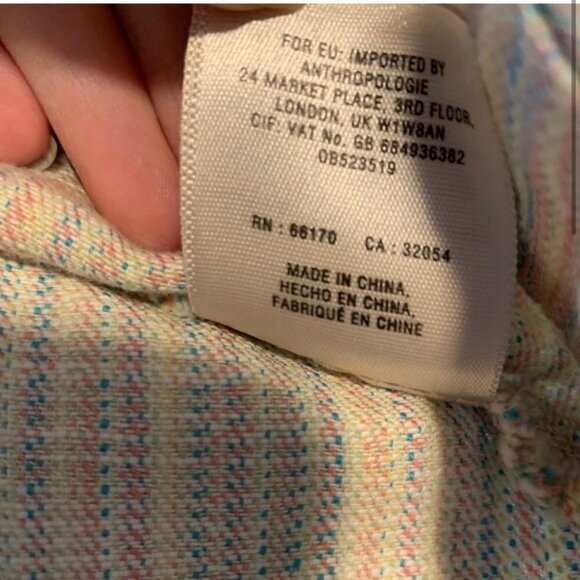 FOR EU: IMPORTED BY
ANTHROPOLOGIE
24 MARKET PLACE, 3RD FLOOR,
LONDON, UK W1W8AN
CIF: VAT No. GB 684936382
0B523519
RN : 66170 CA : 32054
MADE IN CHINA,
HECHO EN CHINA,
FABRIQUÉ EN CHINE